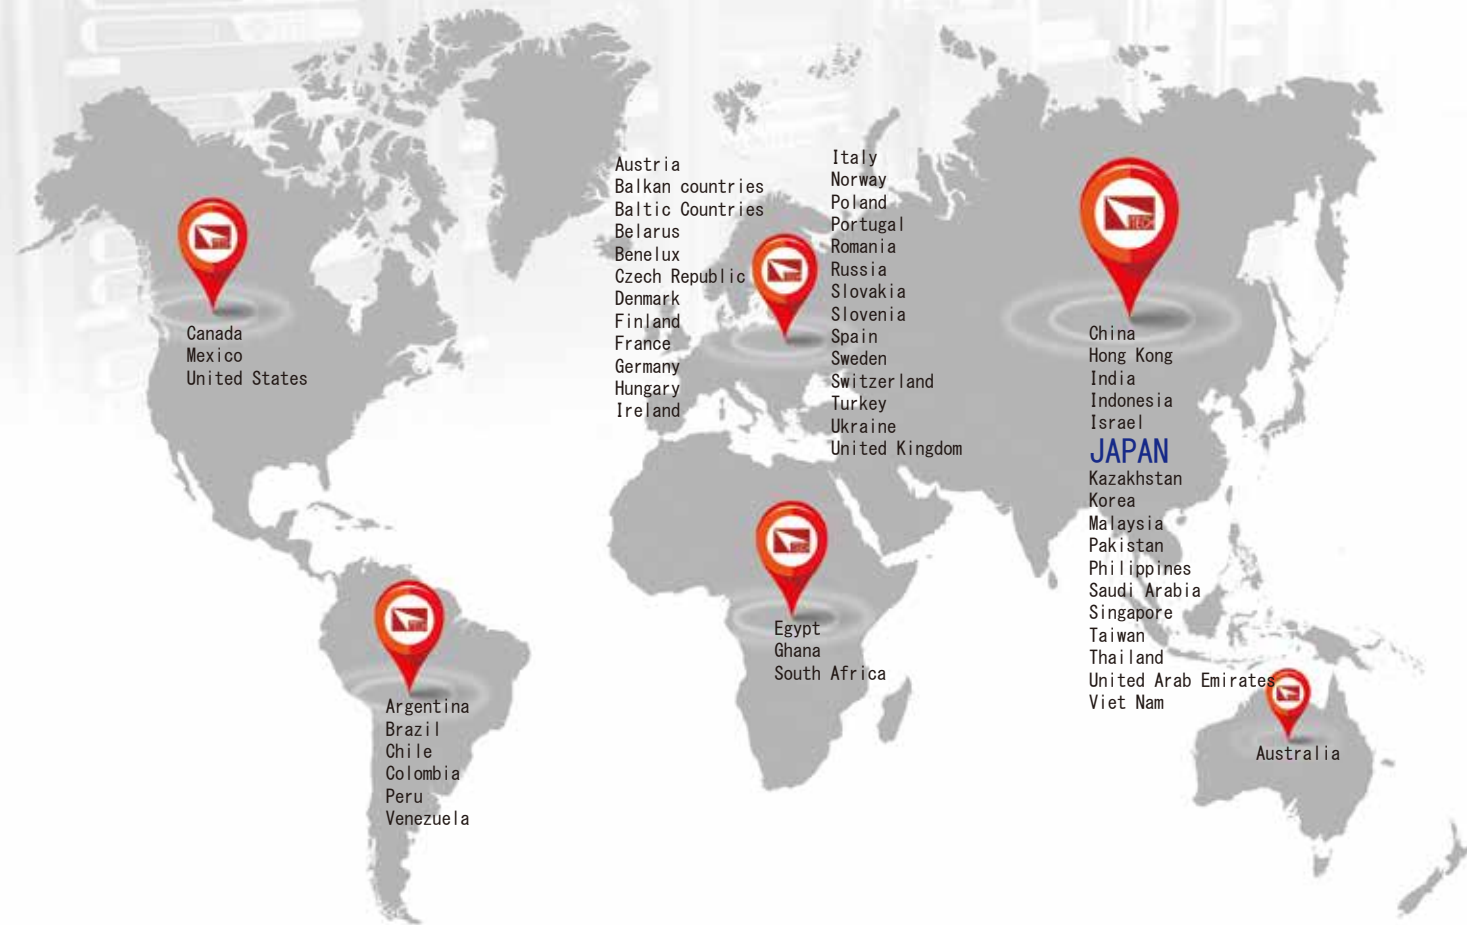 Canada
Mexico
United States
Austria
Balkan countries
Baltic Countries
Belarus
Benelux
Czech Republic
Denmark
Finland
France
Germany
Hungary
Ireland
Italy
Norway
Poland
Portugal
Romania
Russia
Slovakia
Slovenia
Spain
Sweden
Switzerland
Turkey
Ukraine
United Kingdom
TECH
China
Hong Kong
India
Indonesia
Israel
JAPAN
Kazakhstan
Korea
Malaysia
Pakistan
Philippines
Saudi Arabia
Singapore
Taiwan
Thailand
United Arab Emirates
Viet Nam
Argentina
Brazil
Chile
Colombia
Peru
Venezuela
Egypt
Ghana
South Africa
Australia